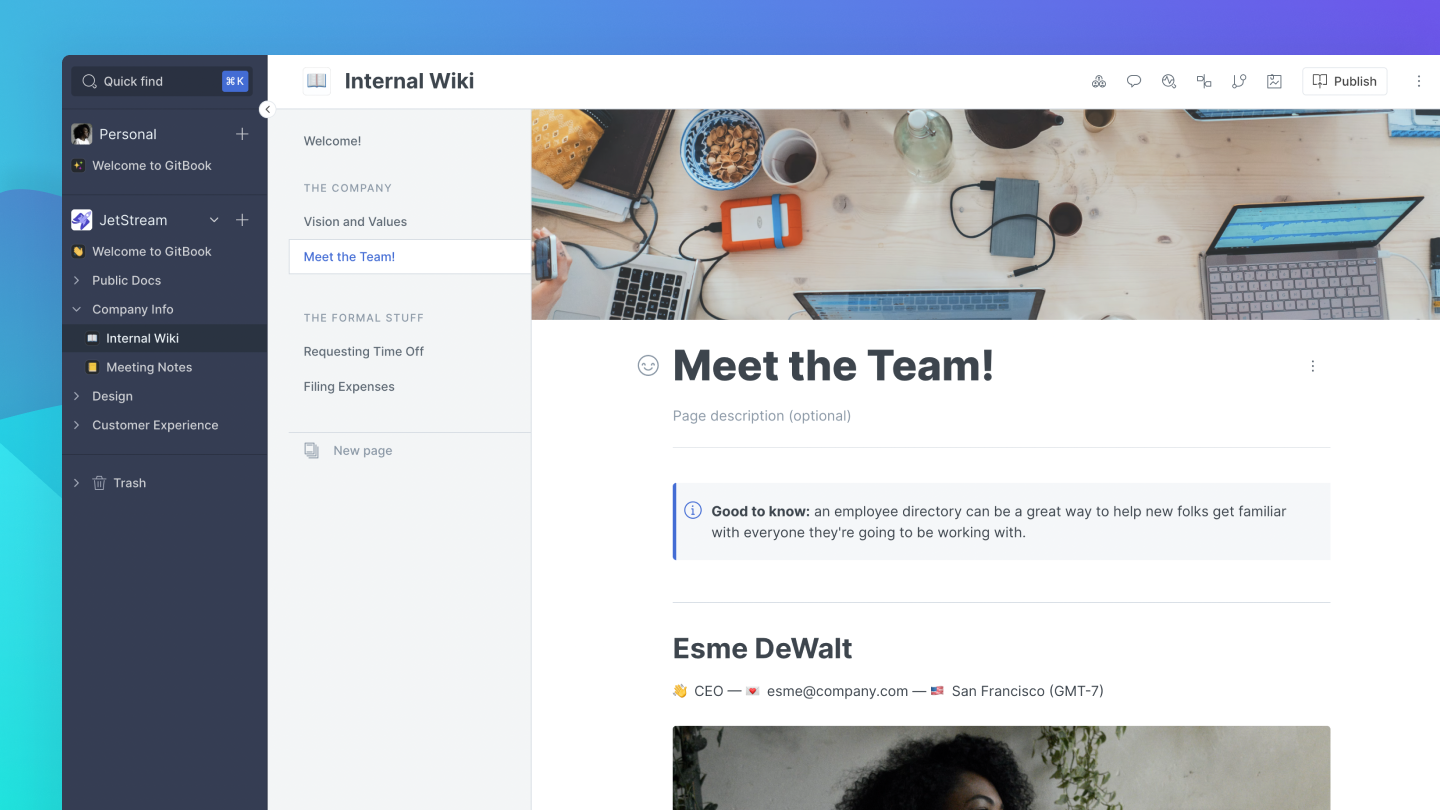 Quick find
⌘K
Personal
Welcome to GitBook
JetStream
Welcome to GitBook
Public Docs
Company Info
Internal Wiki
Meeting Notes
Design
Customer Experience
Trash
Internal Wiki
Publish
Welcome!
THE COMPANY
Vision and Values
Meet the Team!
THE FORMAL STUFF
Requesting Time Off
Filing Expenses
New page
Meet the Team!
Page description (optional)
Good to know: an employee directory can be a great way to help new folks get familiar
with everyone they're going to be working with.
Esme DeWalt
👋 CEO — 💌 esme@company.com — 🇺🇸 San Francisco (GMT-7)